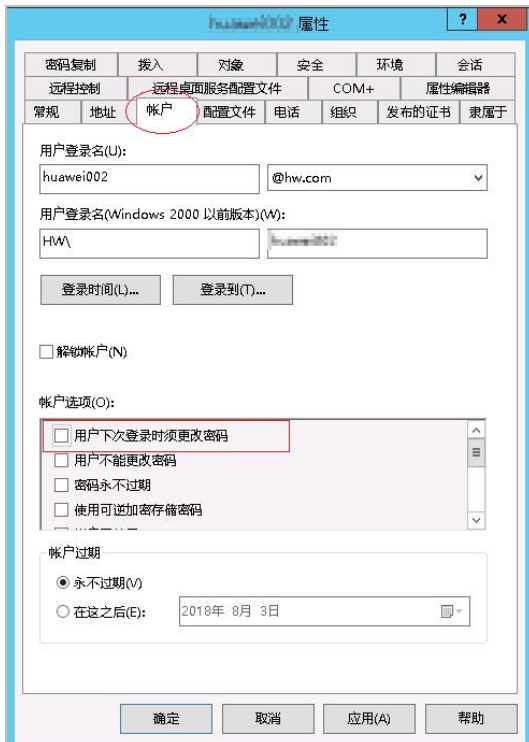 属性
?
x
密码复制 拨入 对象 安全 环境 会话
远程控制 远程桌面服务配置文件 COM+ 属性编辑器
常规 地址 帐户 配置文件 电话 组织 发布的证书 隶属于
用户登录名(U):
huawei002 @hw.com
用户登录名(Windows 2000 以前版本)(W):
HW\
登录时间(L)... 登录到(T)...
解锁帐户(N)
帐户选项(O):
用户下次登录时须更改密码
用户不能更改密码
密码永不过期
使用可逆加密存储密码
帐户过期
永不过期(V)
在这之后(E): 2018年 8月 3日
确定 取消 应用(A) 帮助